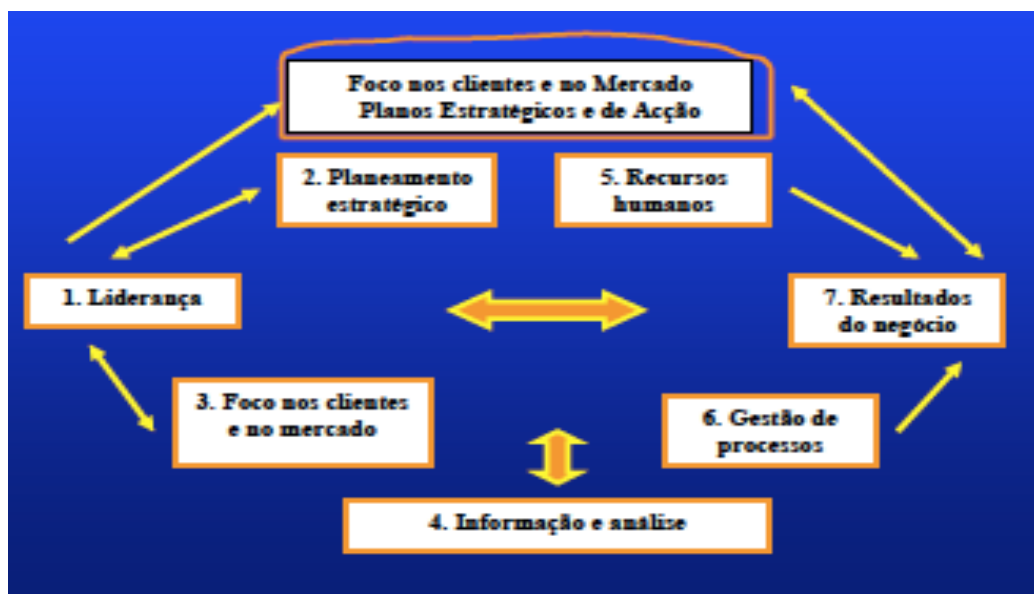 Foco nos clientes e no Mercado
Planos Estratégicos e de Acção
2. Planeamento
estratégico
5. Recursos
humanos
1. Liderança
7. Resultados
do negócio
3. Foco nos clientes
e no mercado
6. Gestão de
processos
4. Informação e análise